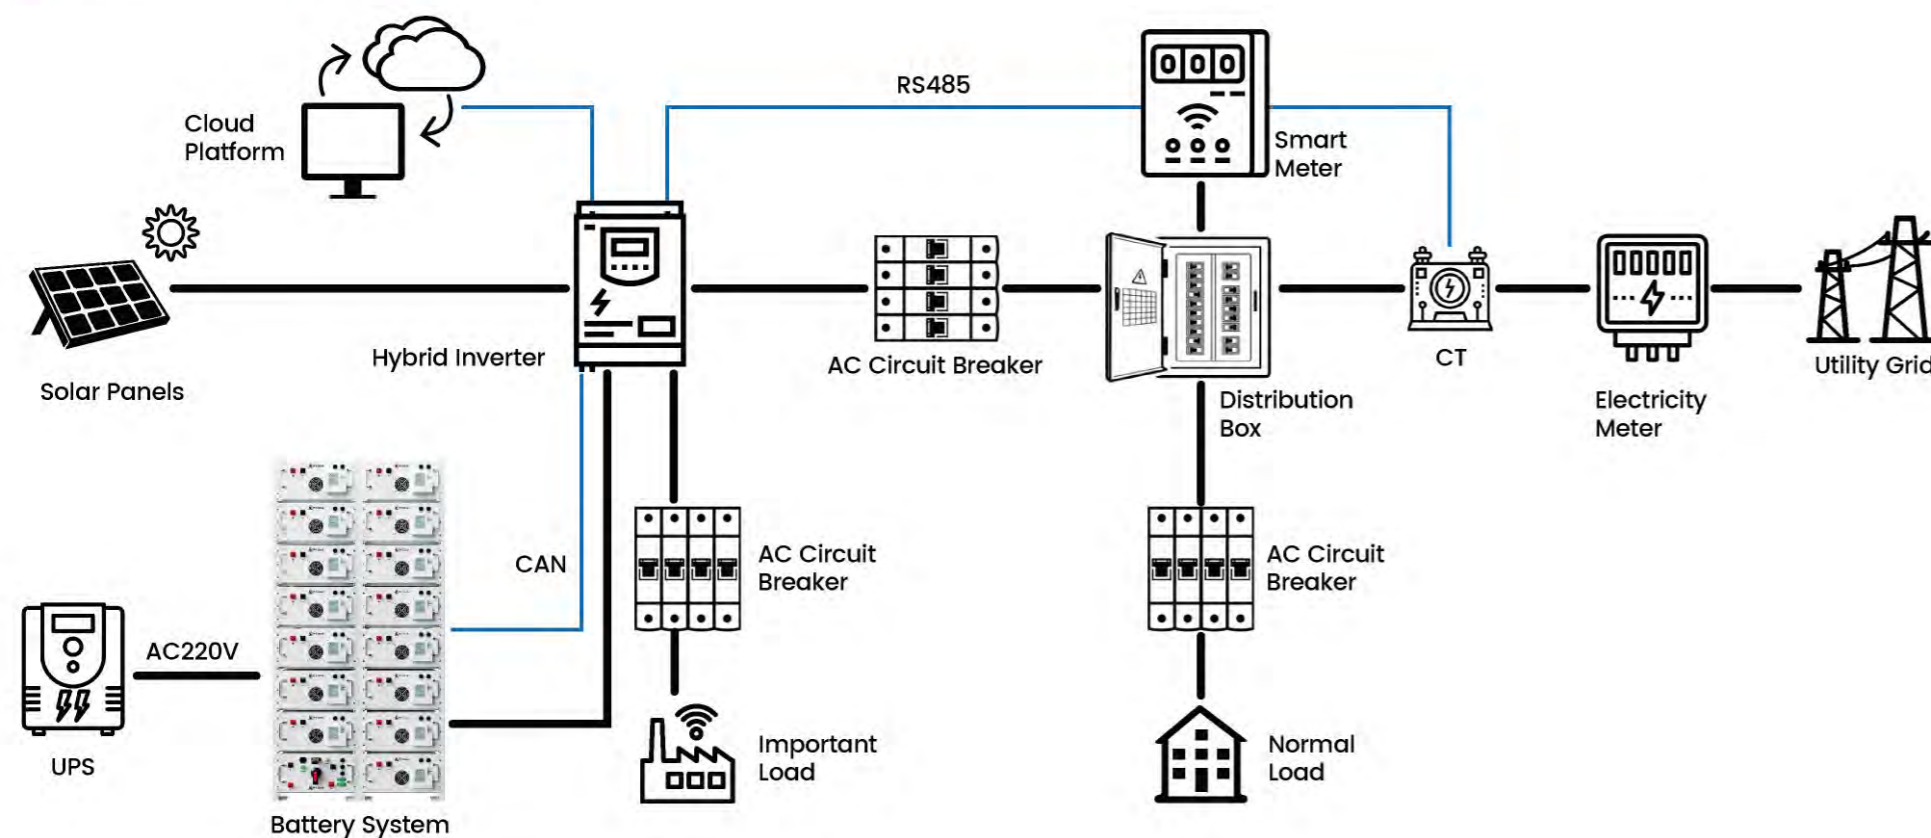 RS485
000
Cloud
Platform
Smart
Meter
Hybrid Inverter
AC Circuit Breaker
CT
Utility Grid
Solar Panels
Distribution
Box
Electricity
Meter
CAN
AC Circuit
Breaker
AC Circuit
Breaker
AC220V
UPS
Important
Load
Normal
Load
Battery System